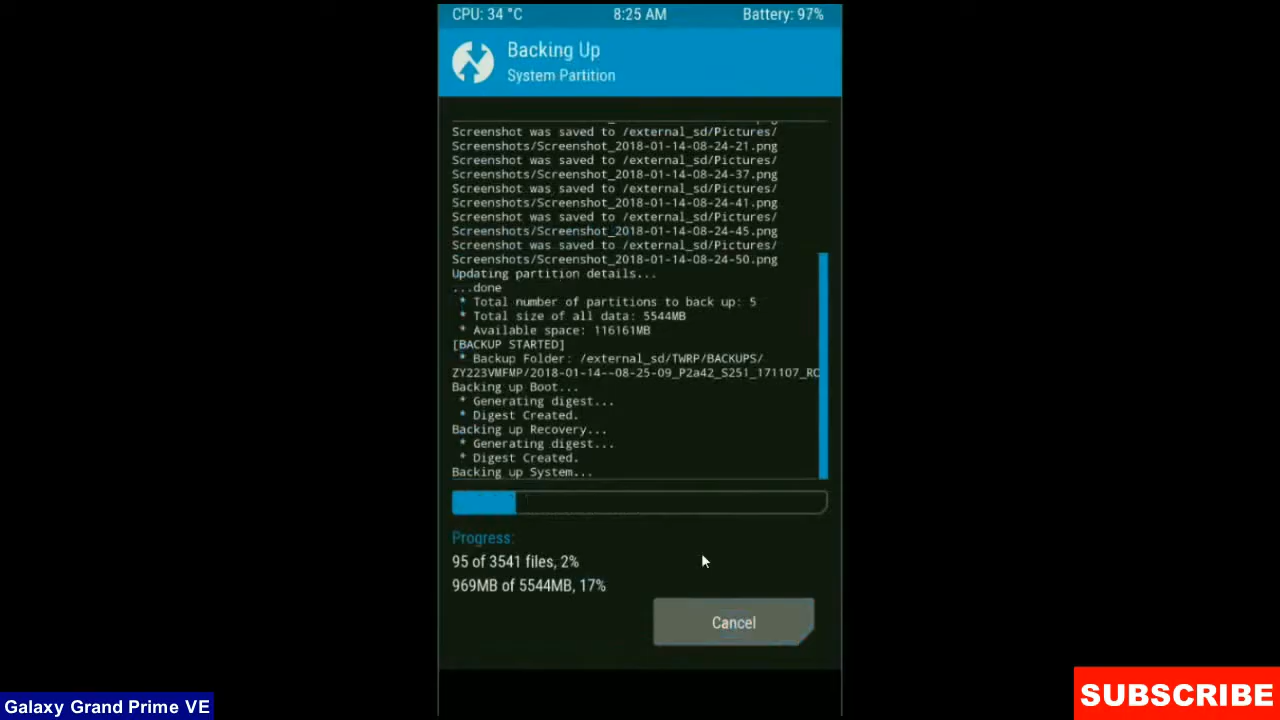 CPU: 34 °C 8:25 AM Battery: 97%
Backing Up
System Partition
Screenshot was saved to /external_sd/Pictures/
Screenshots/Screenshot_2018-01-14-08-24-21.png
Screenshot was saved to /external_sd/Pictures/
Screenshots/Screenshot_2018-01-14-08-24-37.png
Screenshot was saved to /external_sd/Pictures/
Screenshots/Screenshot_2018-01-14-08-24-41.png
Screenshot was saved to /external_sd/Pictures/
Screenshots/Screenshot_2018-01-14-08-24-45.png
Screenshot was saved to /external_sd/Pictures/
Screenshots/Screenshot_2018-01-14-08-24-50.png
Updating partition details...
...done
* Total number of partitions to back up: 5
* Total size of all data: 5544MB
* Available space: 116161MB
[BACKUP STARTED]
* Backup Folder: /external_sd/TWRP/BACKUPS/
ZY223VMFMP/2018-01-14--08-25-09_P2a42_S251_171107_RO
Backing up Boot...
* Generating digest...
* Digest Created.
Backing up Recovery...
* Generating digest...
* Digest Created.
Backing up System...
Progress:
95 of 3541 files, 2%
969MB of 5544MB, 17%
Cancel
Galaxy Grand Prime VE
SUBSCRIBE